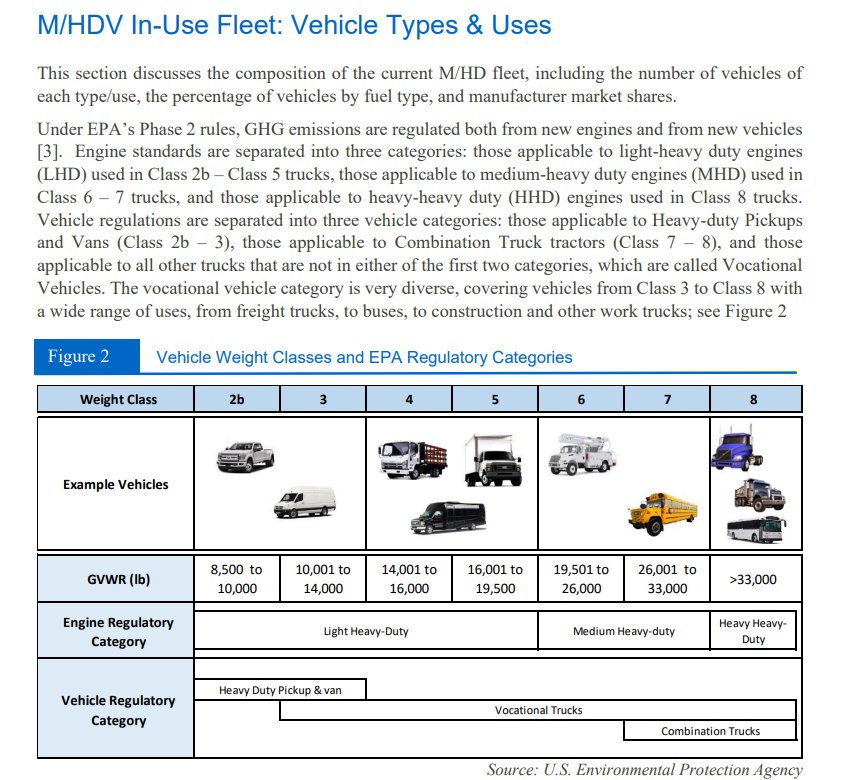 M/HDV In-Use Fleet: Vehicle Types & Uses
This section discusses the composition of the current M/HD fleet, including the number of vehicles of
each type/use, the percentage of vehicles by fuel type, and manufacturer market shares.
Under EPA's Phase 2 rules, GHG emissions are regulated both from new engines and from new vehicles
[3]. Engine standards are separated into three categories: those applicable to light-heavy duty engines
(LHD) used in Class 2b – Class 5 trucks, those applicable to medium-heavy duty engines (MHD) used in
Class 6 – 7 trucks, and those applicable to heavy-heavy duty (HHD) engines used in Class 8 trucks.
Vehicle regulations are separated into three vehicle categories: those applicable to Heavy-duty Pickups
and Vans (Class 2b – 3), those applicable to Combination Truck tractors (Class 7 – 8), and those
applicable to all other trucks that are not in either of the first two categories, which are called Vocational
Vehicles. The vocational vehicle category is very diverse, covering vehicles from Class 3 to Class 8 with
a wide range of uses, from freight trucks, to buses, to construction and other work trucks; see Figure 2
Figure 2 Vehicle Weight Classes and EPA Regulatory Categories
Weight Class 2b 3 4 5 6 7 8
Example Vehicles
GVWR (lb) 8,500 to 10,001 to 14,001 to 16,001 to 19,501 to 26,001 to >33,000
10,000 14,000 16,000 19,500 26,000 33,000
Engine Regulatory Light Heavy-Duty Medium Heavy-duty Heavy Heavy-
Category Duty
Heavy Duty Pickup & van
Vehicle Regulatory Vocational Trucks
Category Combination Trucks
Source: U.S. Environmental Protection Agency